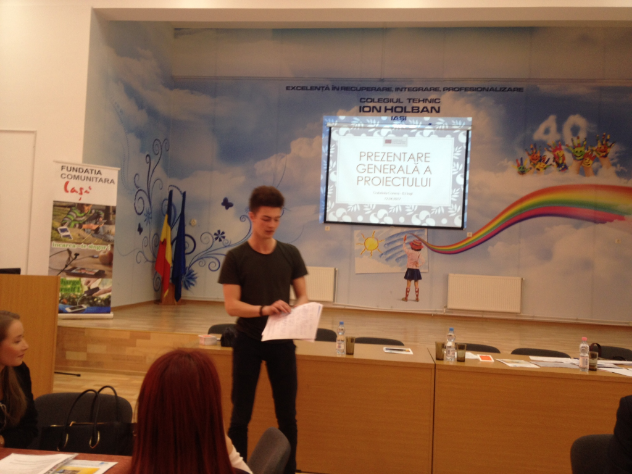 EXCELENȚĂ ÎN RECUPERARE, INTEGRARE, PROFESIONALIZARE
COLEGIUL TEHNIC
ION HOLBAN
IAȘI
40
PREZENTARE
GENERALĂ A
PROIECTULUI
FUNDAȚIA
COMUNITARĂ
Iași